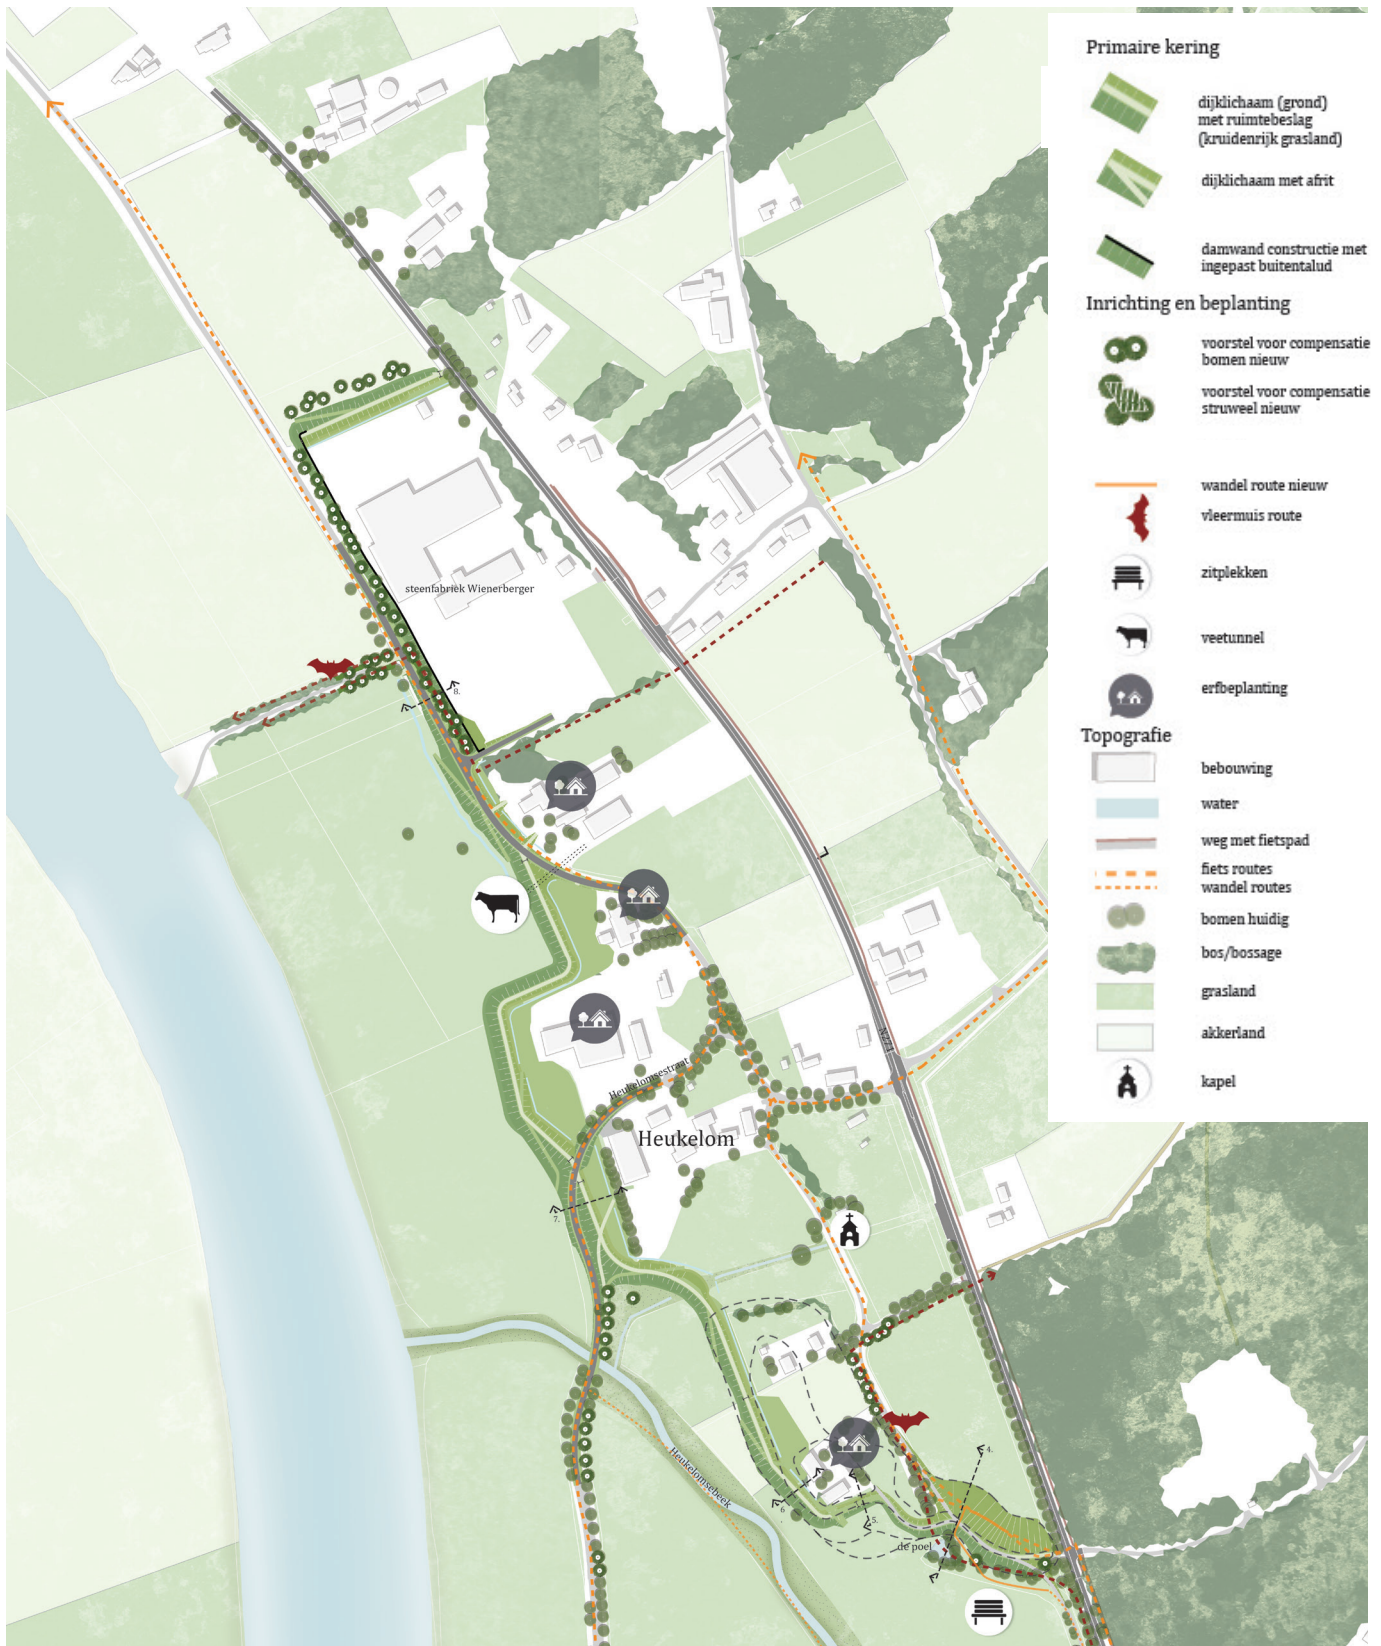 Primaire kering
dijklichaam (grond)
met ruimtebeslag
(kruidenrijk grasland)
dijklichaam met afrit
damwand constructie met
ingepast buitentalud
Inrichting en beplanting
voorstel voor compensatie
bomen nieuw
voorstel voor compensatie
struweel nieuw
wandel route nieuw
vleermuis route
zitplekken
veetunnel
erfbeplanting
Topografie
bebouwing
water
weg met fietspad
fiets routes
wandel routes
bomen huidig
bos/bossage
grasland
akkerland
kapel
steenfabriek Wienerberger
8.
N271
Heukelomsestraat
Heukelom
7.
Heukelomsebeek
4.
6
5.
de poel